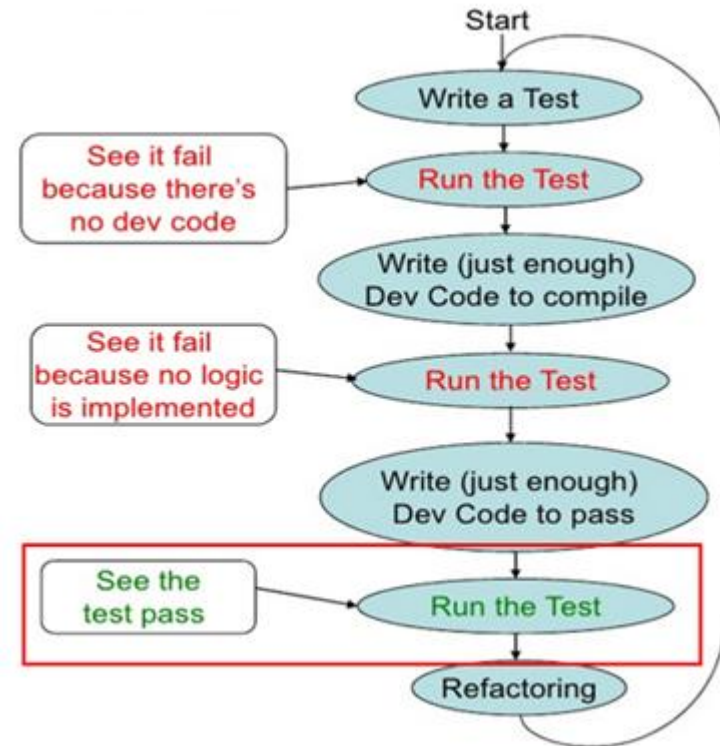 Start
Write a Test
See it fail
because there's
no dev code
Run the Test
Write (just enough)
Dev Code to compile
See it fail
because no logic
is implemented
Run the Test
Write (just enough)
Dev Code to pass
See the
test pass
Run the Test
Refactoring